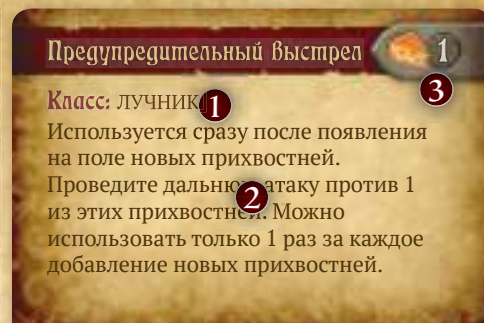 Предупредительный выстрел 1
3
Класс: ЛУЧНИК 1
Используется сразу после появления
на поле новых прихвостней.
Проведите дальнюю атаку против 1
2
из этих прихвостней. Можно
использовать только 1 раз за каждое
добавление новых прихвостней.